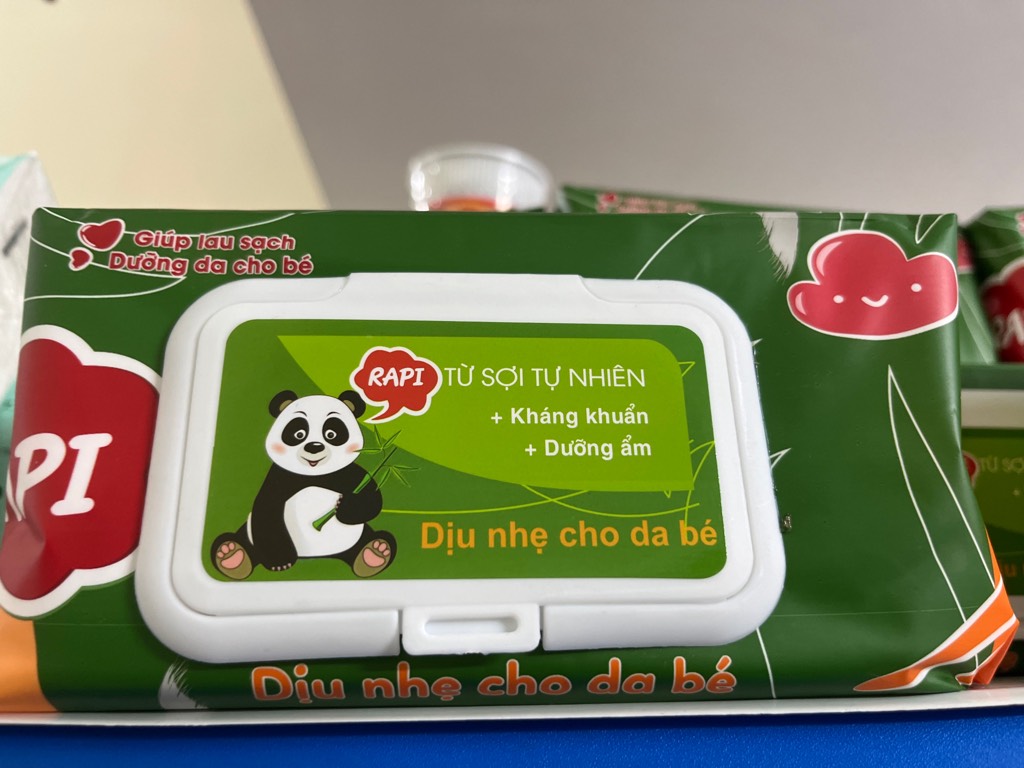 Giúp lau sạch
Dưỡng da cho bé
RAPI
TỪ SỢI TỰ NHIÊN
+ Kháng khuẩn
+ Dưỡng ẩm
Dịu nhẹ cho da bé
API
Dịu nhẹ cho da bé